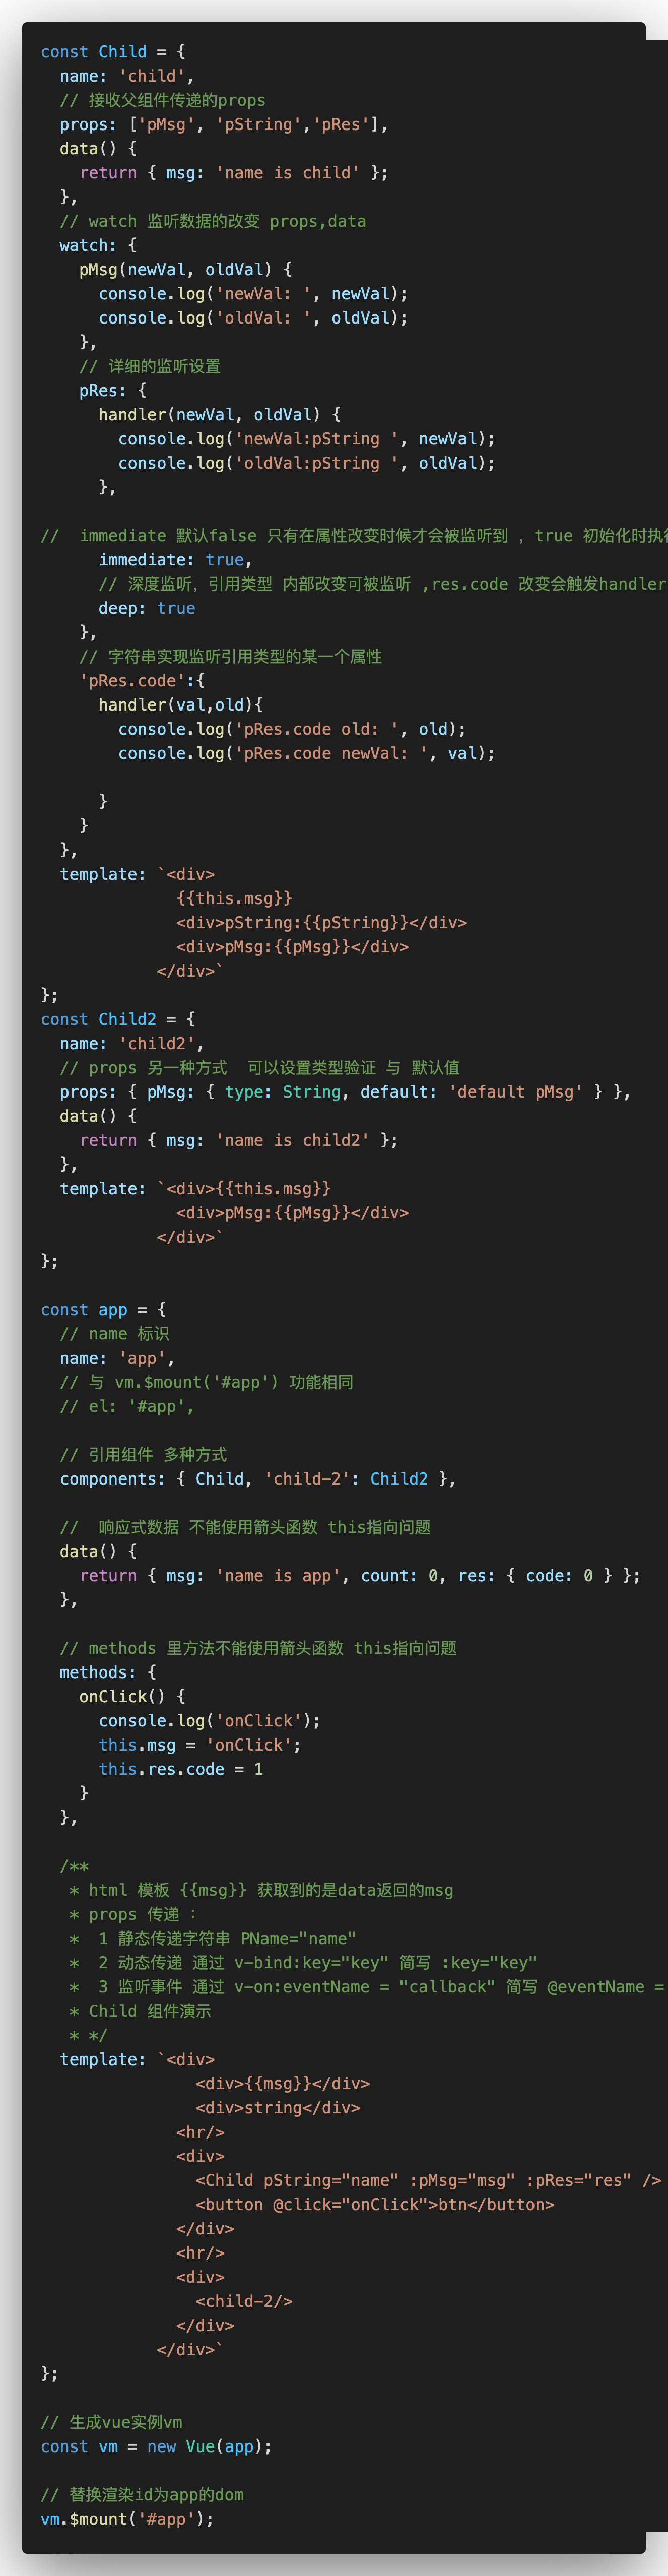 const Child = {
  name: 'child',
  // 接收父组件传递的props
  props: ['pMsg', 'pString','pRes'],
  data() {
    return { msg: 'name is child' };
  },
  // watch 监听数据的改变 props,data
  watch: {
    pMsg(newVal, oldVal) {
      console.log('newVal: ', newVal);
      console.log('oldVal: ', oldVal);
    },
    // 详细的监听设置
    pRes: {
      handler(newVal, oldVal) {
        console.log('newVal:pString ', newVal);
        console.log('oldVal:pString ', oldVal);
      },
//  immediate 默认false 只有在属性改变时候才会被监听到 ，true 初始化时执行
      immediate: true,
      // 深度监听，引用类型 内部改变可被监听 ,res.code 改变会触发handler
      deep: true
    },
    // 字符串实现监听引用类型的某一个属性
    'pRes.code':{
      handler(val,old){
        console.log('pRes.code old: ', old);
        console.log('pRes.code newVal: ', val);
      }
    }
  },
  template: `<div>
              {{this.msg}}
              <div>pString:{{pString}}</div>
              <div>pMsg:{{pMsg}}</div>
            </div>`
};
const Child2 = {
  name: 'child2',
  // props 另一种方式  可以设置类型验证 与 默认值
  props: { pMsg: { type: String, default: 'default pMsg' } },
  data() {
    return { msg: 'name is child2' };
  },
  template: `<div>{{this.msg}}
              <div>pMsg:{{pMsg}}</div>
            </div>`
};
const app = {
  // name 标识
  name: 'app',
  // 与 vm.$mount('#app') 功能相同
  // el: '#app',
  // 引用组件 多种方式
  components: { Child, 'child-2': Child2 },
  //  响应式数据 不能使用箭头函数 this指向问题
  data() {
    return { msg: 'name is app', count: 0, res: { code: 0 } };
  },
  // methods 里方法不能使用箭头函数 this指向问题
  methods: {
    onClick() {
      console.log('onClick');
      this.msg = 'onClick';
      this.res.code = 1
    }
  },
  /**
   * html 模板 {{msg}} 获取到的是data返回的msg
   * props 传递 ：
   *  1 静态传递字符串 PName="name"
   *  2 动态传递 通过 v-bind:key="key" 简写 :key="key"
   *  3 监听事件 通过 v-on:eventName = "callback" 简写 @eventName =
   * Child 组件演示
   * */
  template: `<div>
                <div>{{msg}}</div>
                <div>string</div>
              <hr/>
              <div>
                <Child pString="name" :pMsg="msg" :pRes="res" />
                <button @click="onClick">btn</button>
              </div>
              <hr/>
              <div>
                <child-2/>
              </div>
            </div>`
};
// 生成vue实例vm
const vm = new Vue(app);
// 替换渲染id为app的dom
vm.$mount('#app');